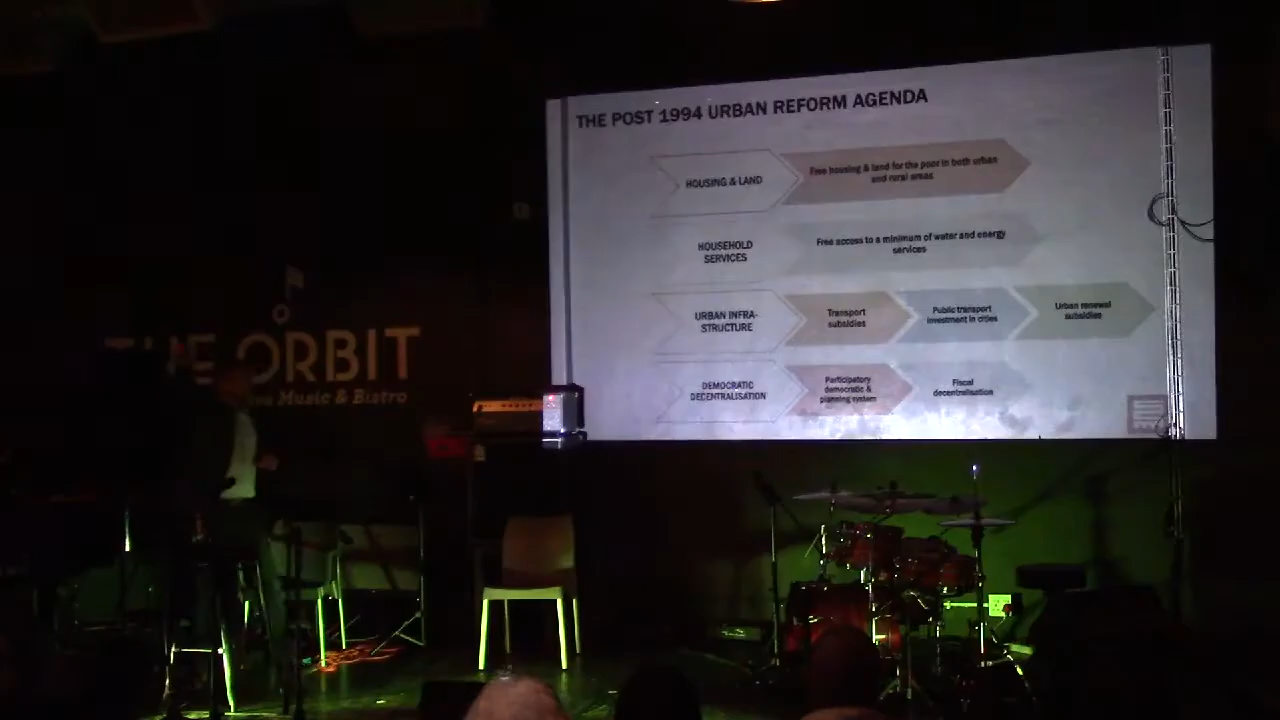 THE POST 1994 URBAN REFORM AGENDA
HOUSING & LAND
Free housing & land for the poor in both urban
and rural areas
HOUSEHOLD
SERVICES
Free access to a minimum of water and energy
services
URBAN INFRA-
STRUCTURE
Transport
subsidies
Public transport
investment in cities
Urban renewal
subsidies
DEMOCRATIC
DECENTRALISATION
Participatory
democratic &
planning system
Fiscal
decentralisation
THE ORBIT
Music & Bistro